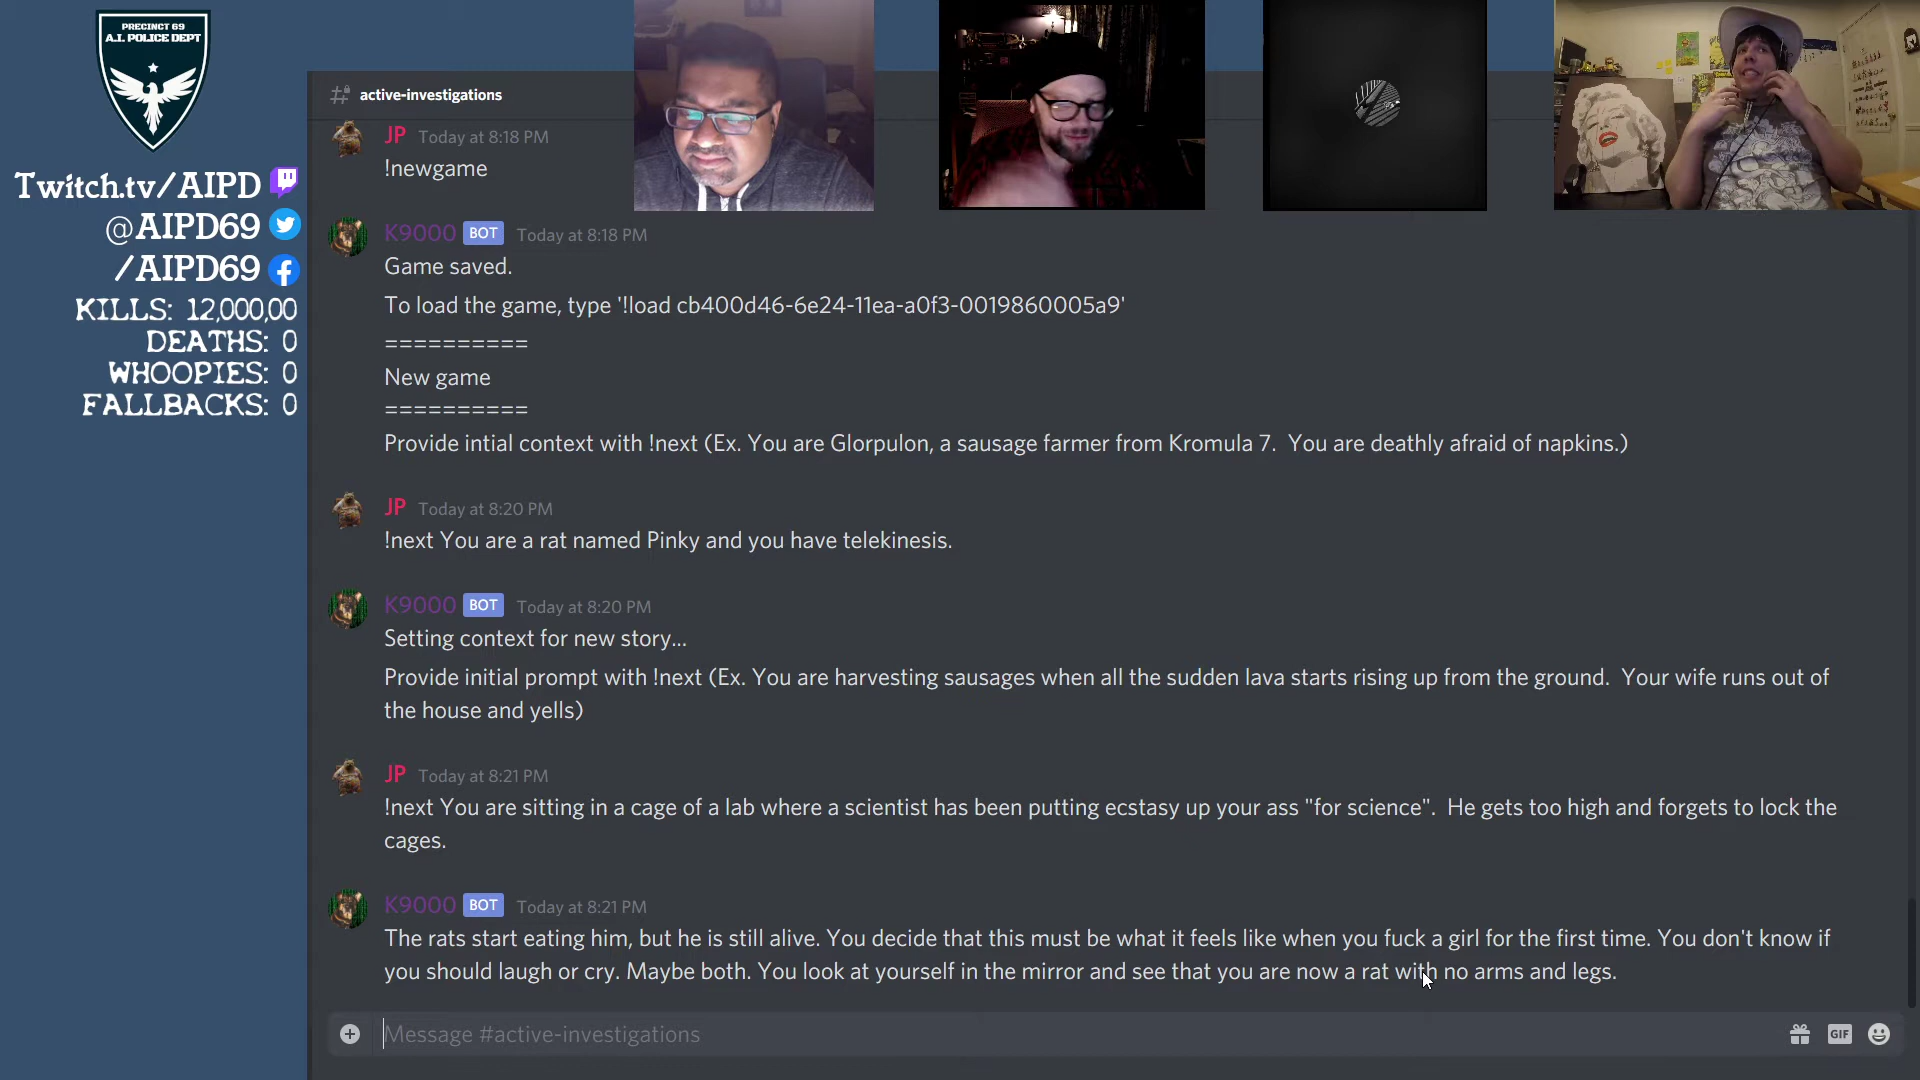 PRECINCT 69
A.I. POLICE DEPT
Twitch.tv/AIPD
@AIPD69
/AIPD69
KILLS: 12,000,00
DEATHS: 0
WHOOPIES: 0
FALLBACKS: 0
# active-investigations
JP Today at 8:18 PM
!newgame
K9000 BOT Today at 8:18 PM
Game saved.
To load the game, type '!load cb400d46-6e24-11ea-a0f3-0019860005a9'
==========
New game
==========
Provide intial context with !next (Ex. You are Glorpulon, a sausage farmer from Kromula 7.  You are deathly afraid of napkins.)
JP Today at 8:20 PM
!next You are a rat named Pinky and you have telekinesis.
K9000 BOT Today at 8:20 PM
Setting context for new story...
Provide initial prompt with !next (Ex. You are harvesting sausages when all the sudden lava starts rising up from the ground.  Your wife runs out of
the house and yells)
JP Today at 8:21 PM
!next You are sitting in a cage of a lab where a scientist has been putting ecstasy up your ass "for science".  He gets too high and forgets to lock the
cages.
K9000 BOT Today at 8:21 PM
The rats start eating him, but he is still alive. You decide that this must be what it feels like when you fuck a girl for the first time. You don't know if
you should laugh or cry. Maybe both. You look at yourself in the mirror and see that you are now a rat with no arms and legs.
Message #active-investigations
GIF